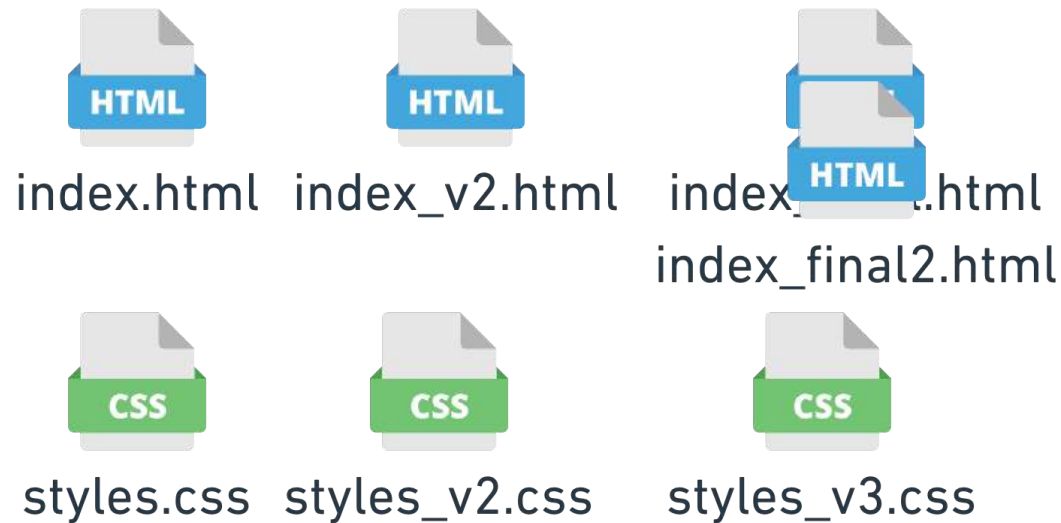 HTML HTML
HTML
index.html index_v2.html index_ .html
index_final2.html
CSS CSS CSS
styles.css styles_v2.css styles_v3.css